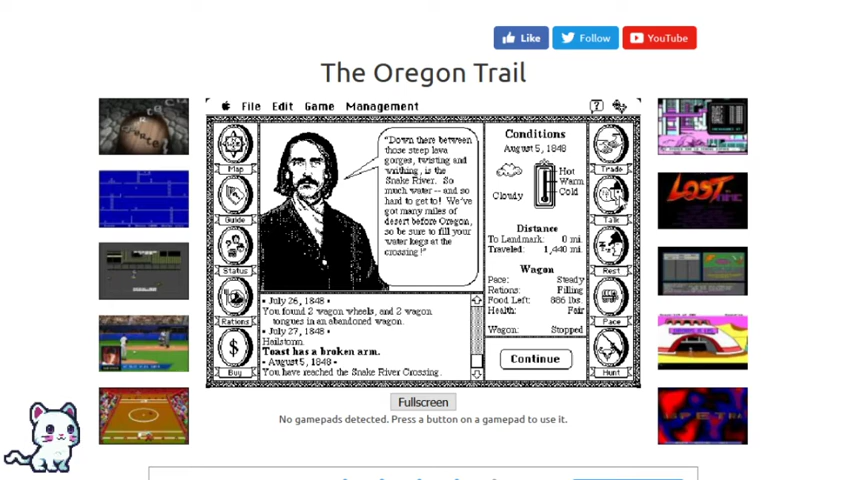 Like
Follow
YouTube
The Oregon Trail
File Edit Game Management
?
Map
Guide
Status
Rations
Buy
"Down there between
those steep lava
gorges, twisting and
writhing, is the
Snake River. So
much water -- and so
hard to get to! We've
got many miles of
desert before Oregon,
so be sure to fill your
water kegs at the
crossing!"
• July 26, 1848 •
You found 2 wagon wheels, and 2 wagon
tongues in an abandoned wagon.
• July 27, 1848 •
Hailstorm.
Toast has a broken arm.
• August 5, 1848 •
You have reached the Snake River Crossing.
Conditions
August 5, 1848
Cloudy
Hot
Warm
Cold
Distance
To Landmark: 0 mi.
Traveled: 1,440 mi.
Wagon
Pace: Steady
Rations: Filling
Food Left: 886 lbs.
Health: Fair
Wagon: Stopped
Continue
Trade
Talk
Rest
Pace
Hunt
LOST
Fullscreen
No gamepads detected. Press a button on a gamepad to use it.